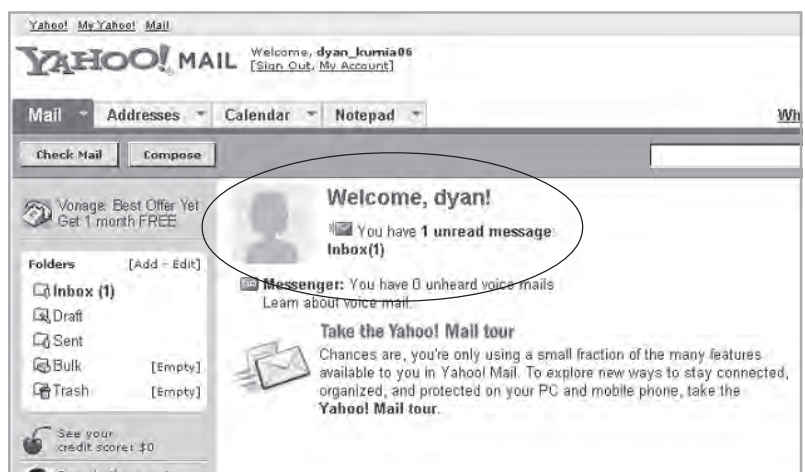 Yahoo! My Yahoo! Mail
YAHOO! MAIL
Welcome, dyan_kurnia06
[Sign Out, My Account]
Mail Addresses Calendar Notepad
Check Mail Compose
Vonage: Best Offer Yet
Get 1 month FREE
Folders [Add - Edit]
Inbox (1)
Draft
Sent
Bulk [Empty]
Trash [Empty]
See your
credit score: $0
Welcome, dyan!
You have 1 unread message:
Inbox(1)
Messenger: You have 0 unheard voice mails
Learn about voice mail.
Take the Yahoo! Mail tour
Chances are, you're only using a small fraction of the many features
available to you in Yahoo! Mail. To explore new ways to stay connected,
organized, and protected on your PC and mobile phone, take the
Yahoo! Mail tour.